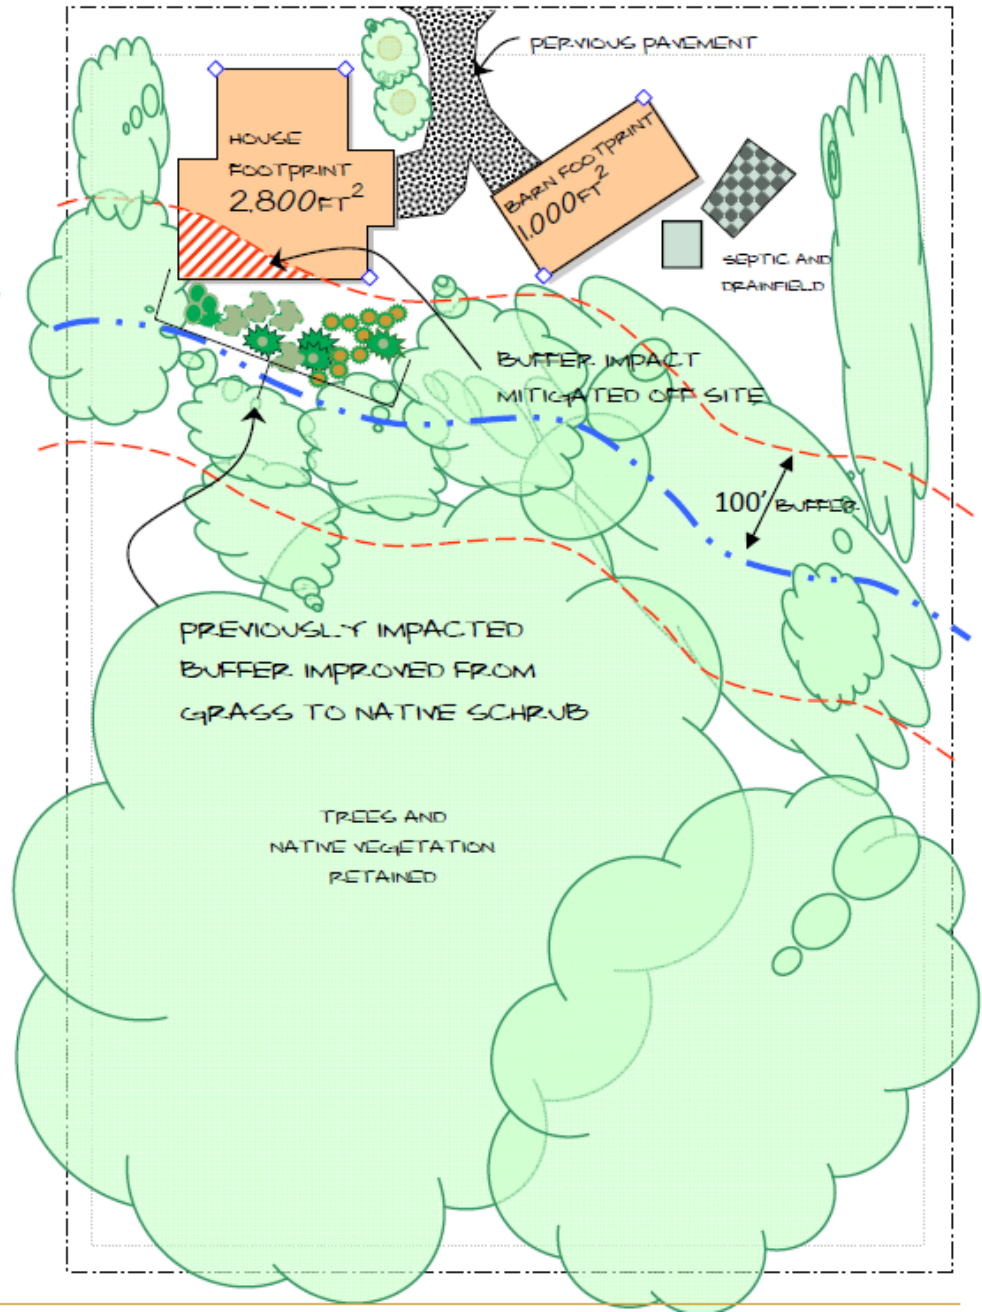 PERVIOUS PAVEMENT
HOUSE
FOOTPRINT
2,800FT2
BARN FOOTPRINT
1,000FT2
SEPTIC AND
DRAINFIELD
BUFFER IMPACT
MITIGATED OFF SITE
100' BUFFER
PREVIOUSLY IMPACTED
BUFFER IMPROVED FROM
GRASS TO NATIVE SCHRUB
TREES AND
NATIVE VEGETATION
RETAINED